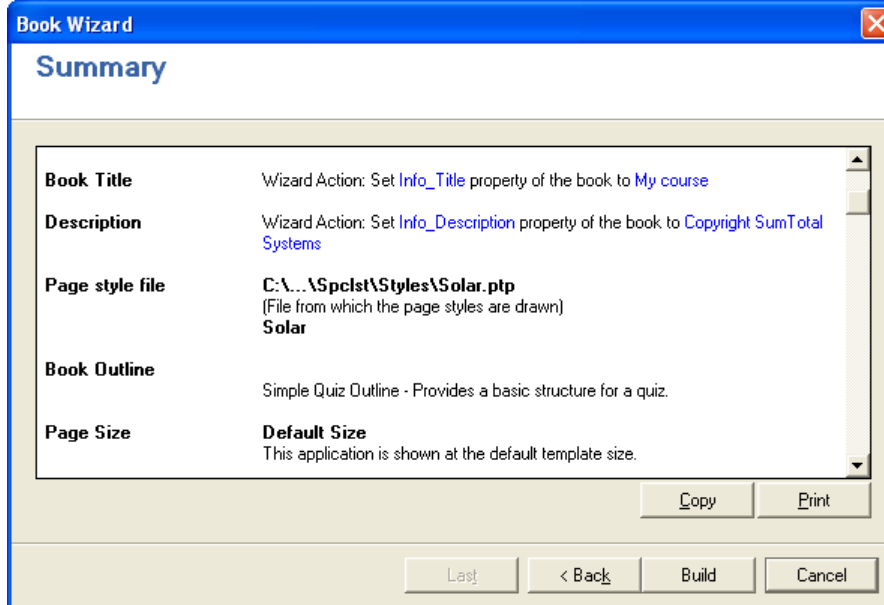 Book Wizard
Summary
Book Title Wizard Action: Set Info_Title property of the book to My course
Description Wizard Action: Set Info_Description property of the book to Copyright SumTotal
Systems
Page style file C:\...\Spclst\Styles\Solar.ptp
(File from which the page styles are drawn)
Solar
Book Outline
Simple Quiz Outline - Provides a basic structure for a quiz.
Page Size Default Size
This application is shown at the default template size.
Copy Print
Last < Back Build Cancel